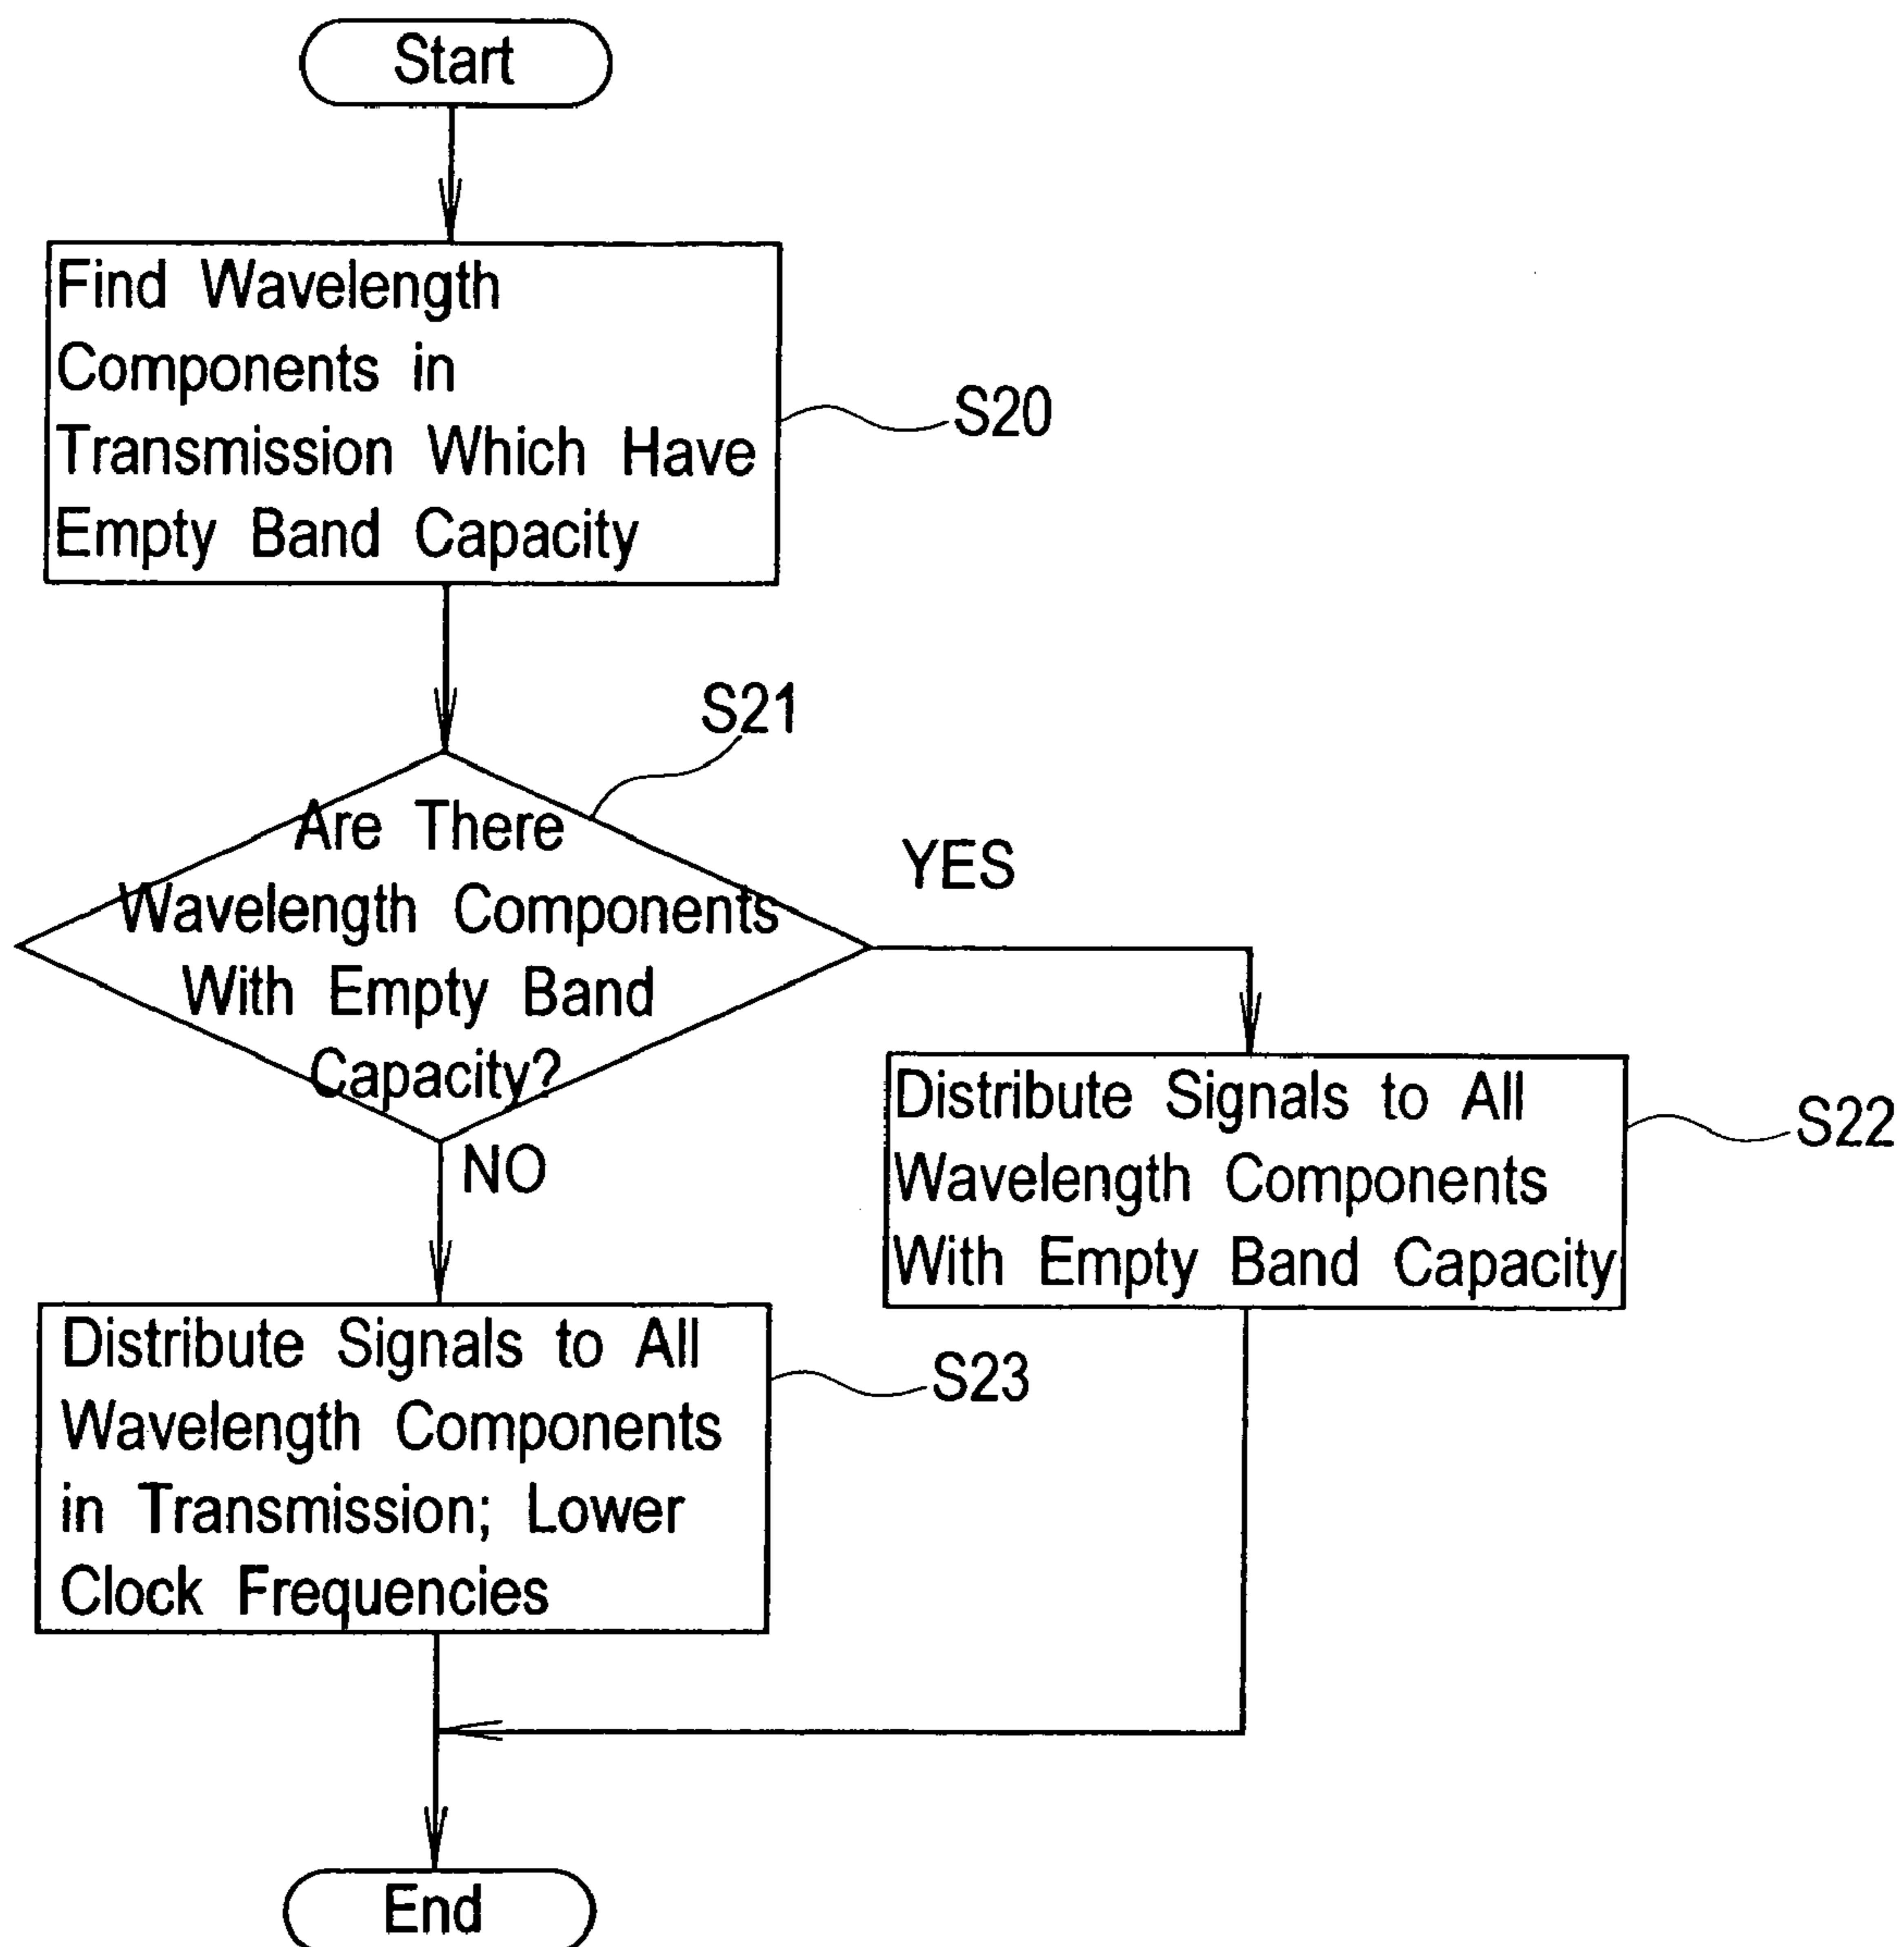 Start
Find Wavelength
Components in
Transmission Which Have
Empty Band Capacity
S20
S21
Are There
Wavelength Components
With Empty Band
Capacity?
YES
NO
Distribute Signals to All
Wavelength Components
With Empty Band Capacity
S22
Distribute Signals to All
Wavelength Components
in Transmission; Lower
Clock Frequencies
S23
End